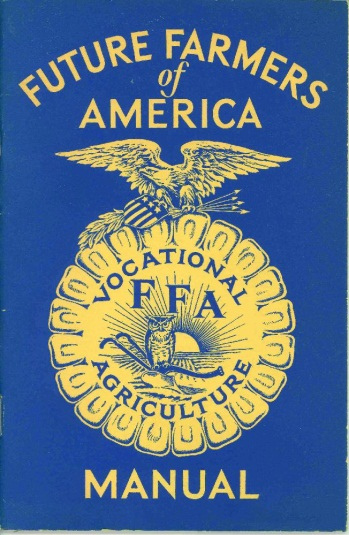 FUTURE FARMERS
of
AMERICA
VOCATIONAL
FFA
AGRICULTURE
MANUAL